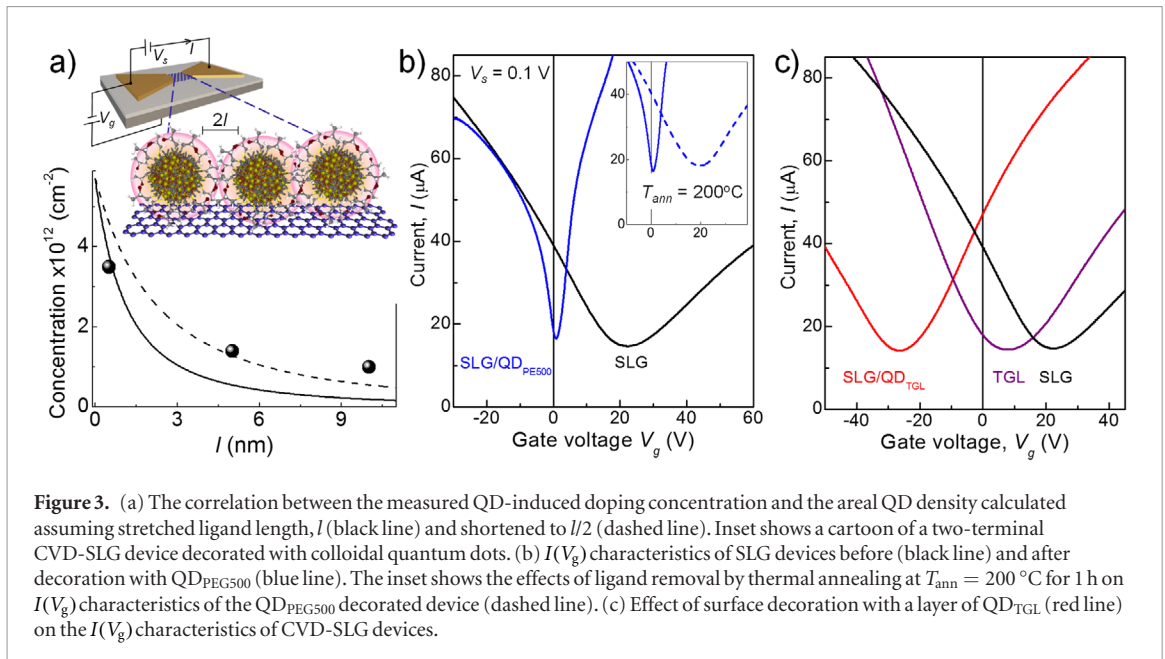 a)
V_s
I
V_g
2l
Concentration x10^12 (cm^-2)
4
2
0
0
3
6
9
l (nm)
b)
V_s = 0.1 V
Current, I (μA)
80
60
40
20
0
-20
0
20
40
60
Gate voltage V_g (V)
SLG/QD_PE500
SLG
40
20
0
0
20
40
T_ann = 200°C
c)
Current, I (μA)
80
60
40
20
0
-40
-20
0
20
40
Gate voltage, V_g (V)
SLG/QD_TGL
TGL
SLG
Figure 3. (a) The correlation between the measured QD-induced doping concentration and the areal QD density calculated
assuming stretched ligand length, l (black line) and shortened to l/2 (dashed line). Inset shows a cartoon of a two-terminal
CVD-SLG device decorated with colloidal quantum dots. (b) I(V_g) characteristics of SLG devices before (black line) and after
decoration with QD_PEG500 (blue line). The inset shows the effects of ligand removal by thermal annealing at T_ann = 200 °C for 1 h on
I(V_g) characteristics of the QD_PEG500 decorated device (dashed line). (c) Effect of surface decoration with a layer of QD_TGL (red line)
on the I(V_g) characteristics of CVD-SLG devices.